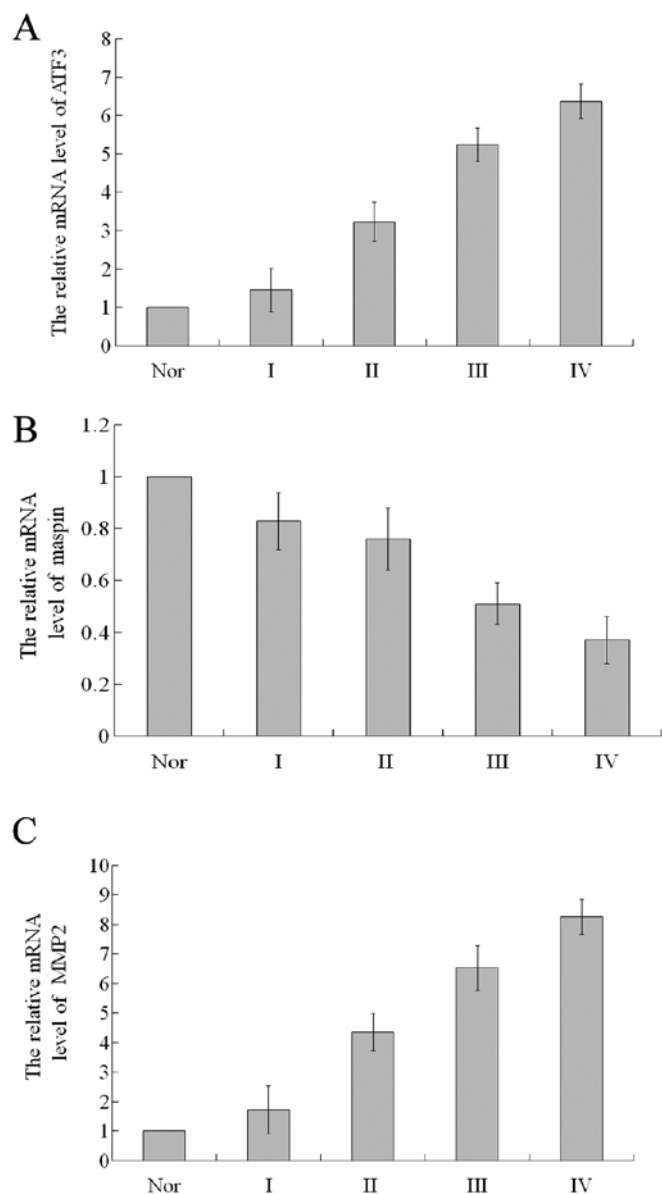 A
The relative mRNA level of ATF3
8
7
6
5
4
3
2
1
0
Nor I II III IV
B
The relative mRNA
level of maspin
1.2
1
0.8
0.6
0.4
0.2
0
Nor I II III IV
C
The relative mRNA
level of MMP2
10
9
8
7
6
5
4
3
2
1
0
Nor I II III IV